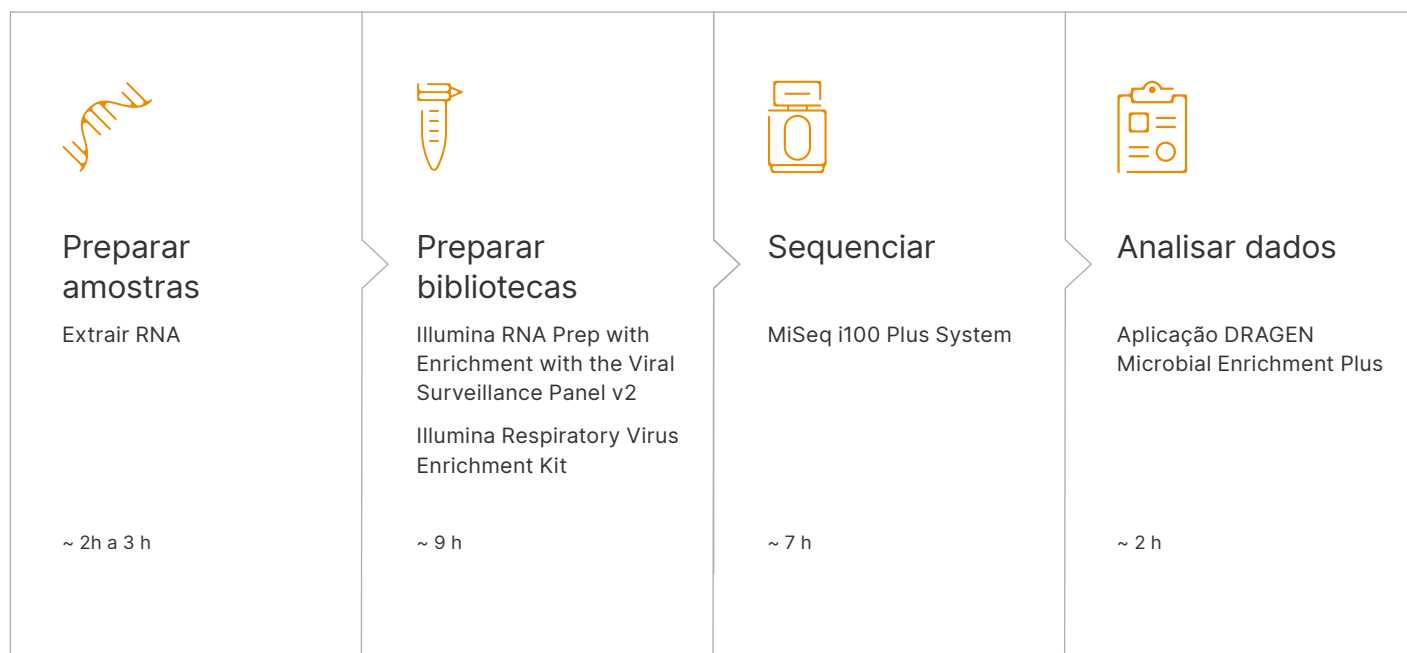 Preparar
amostras
Extrair RNA
~ 2h a 3 h
Preparar
bibliotecas
Illumina RNA Prep with
Enrichment with the Viral
Surveillance Panel v2
Illumina Respiratory Virus
Enrichment Kit
~ 9 h
Sequenciar
MiSeq i100 Plus System
~ 7 h
Analisar dados
Aplicação DRAGEN
Microbial Enrichment Plus
~ 2 h